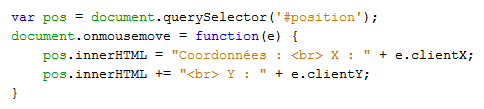 var pos = document.querySelector('#position');
document.onmousemove = function(e) {
    pos.innerHTML = "Coordonnées : <br> X : " + e.clientX;
    pos.innerHTML += "<br> Y : " + e.clientY;
}